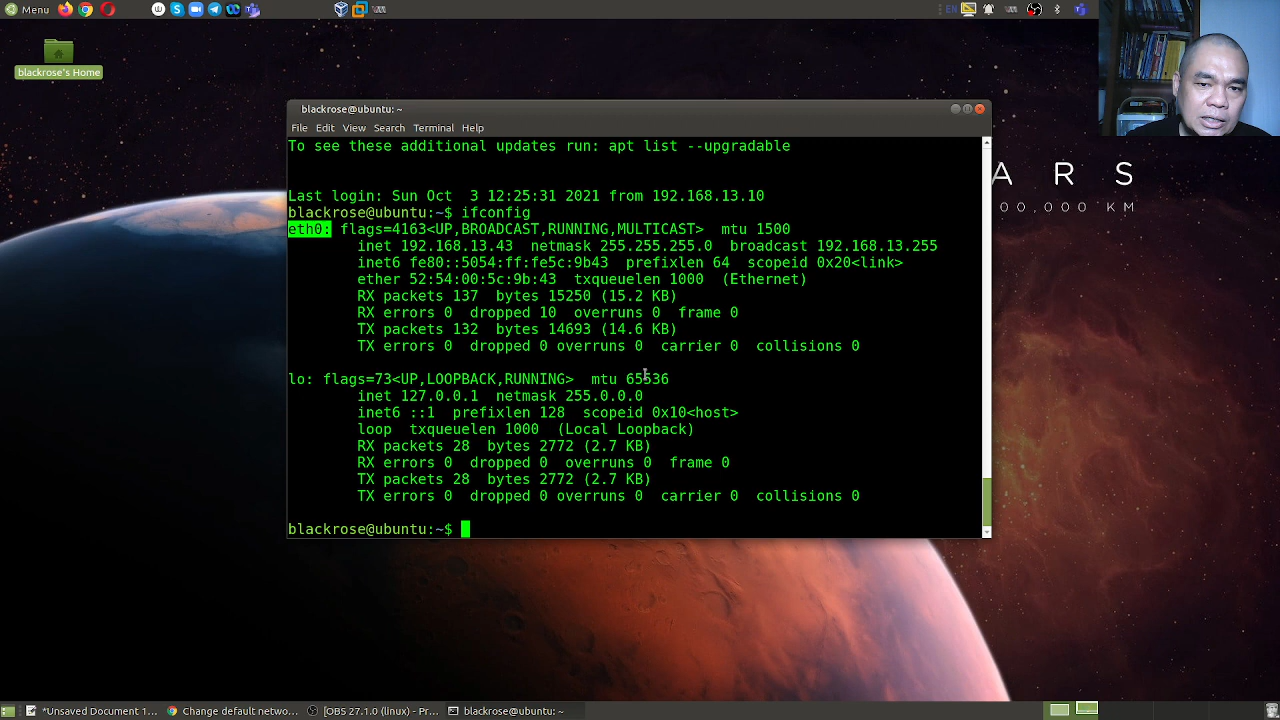 Menu
EN
blackrose's Home
blackrose@ubuntu: ~
File Edit View Search Terminal Help
To see these additional updates run: apt list --upgradable
Last login: Sun Oct  3 12:25:31 2021 from 192.168.13.10
blackrose@ubuntu:~$ ifconfig
eth0: flags=4163<UP,BROADCAST,RUNNING,MULTICAST>  mtu 1500
inet 192.168.13.43  netmask 255.255.255.0  broadcast 192.168.13.255
inet6 fe80::5054:ff:fe5c:9b43  prefixlen 64  scopeid 0x20<link>
ether 52:54:00:5c:9b:43  txqueuelen 1000  (Ethernet)
RX packets 137  bytes 15250 (15.2 KB)
RX errors 0  dropped 10  overruns 0  frame 0
TX packets 132  bytes 14693 (14.6 KB)
TX errors 0  dropped 0 overruns 0  carrier 0  collisions 0
lo: flags=73<UP,LOOPBACK,RUNNING>  mtu 65536
inet 127.0.0.1  netmask 255.0.0.0
inet6 ::1  prefixlen 128  scopeid 0x10<host>
loop  txqueuelen 1000  (Local Loopback)
RX packets 28  bytes 2772 (2.7 KB)
RX errors 0  dropped 0  overruns 0  frame 0
TX packets 28  bytes 2772 (2.7 KB)
TX errors 0  dropped 0 overruns 0  carrier 0  collisions 0
blackrose@ubuntu:~$
A R S
00,000 KM
*Unsaved Document 1...
Change default netwo...
[OBS 27.1.0 (linux) - Pr...
blackrose@ubuntu: ~